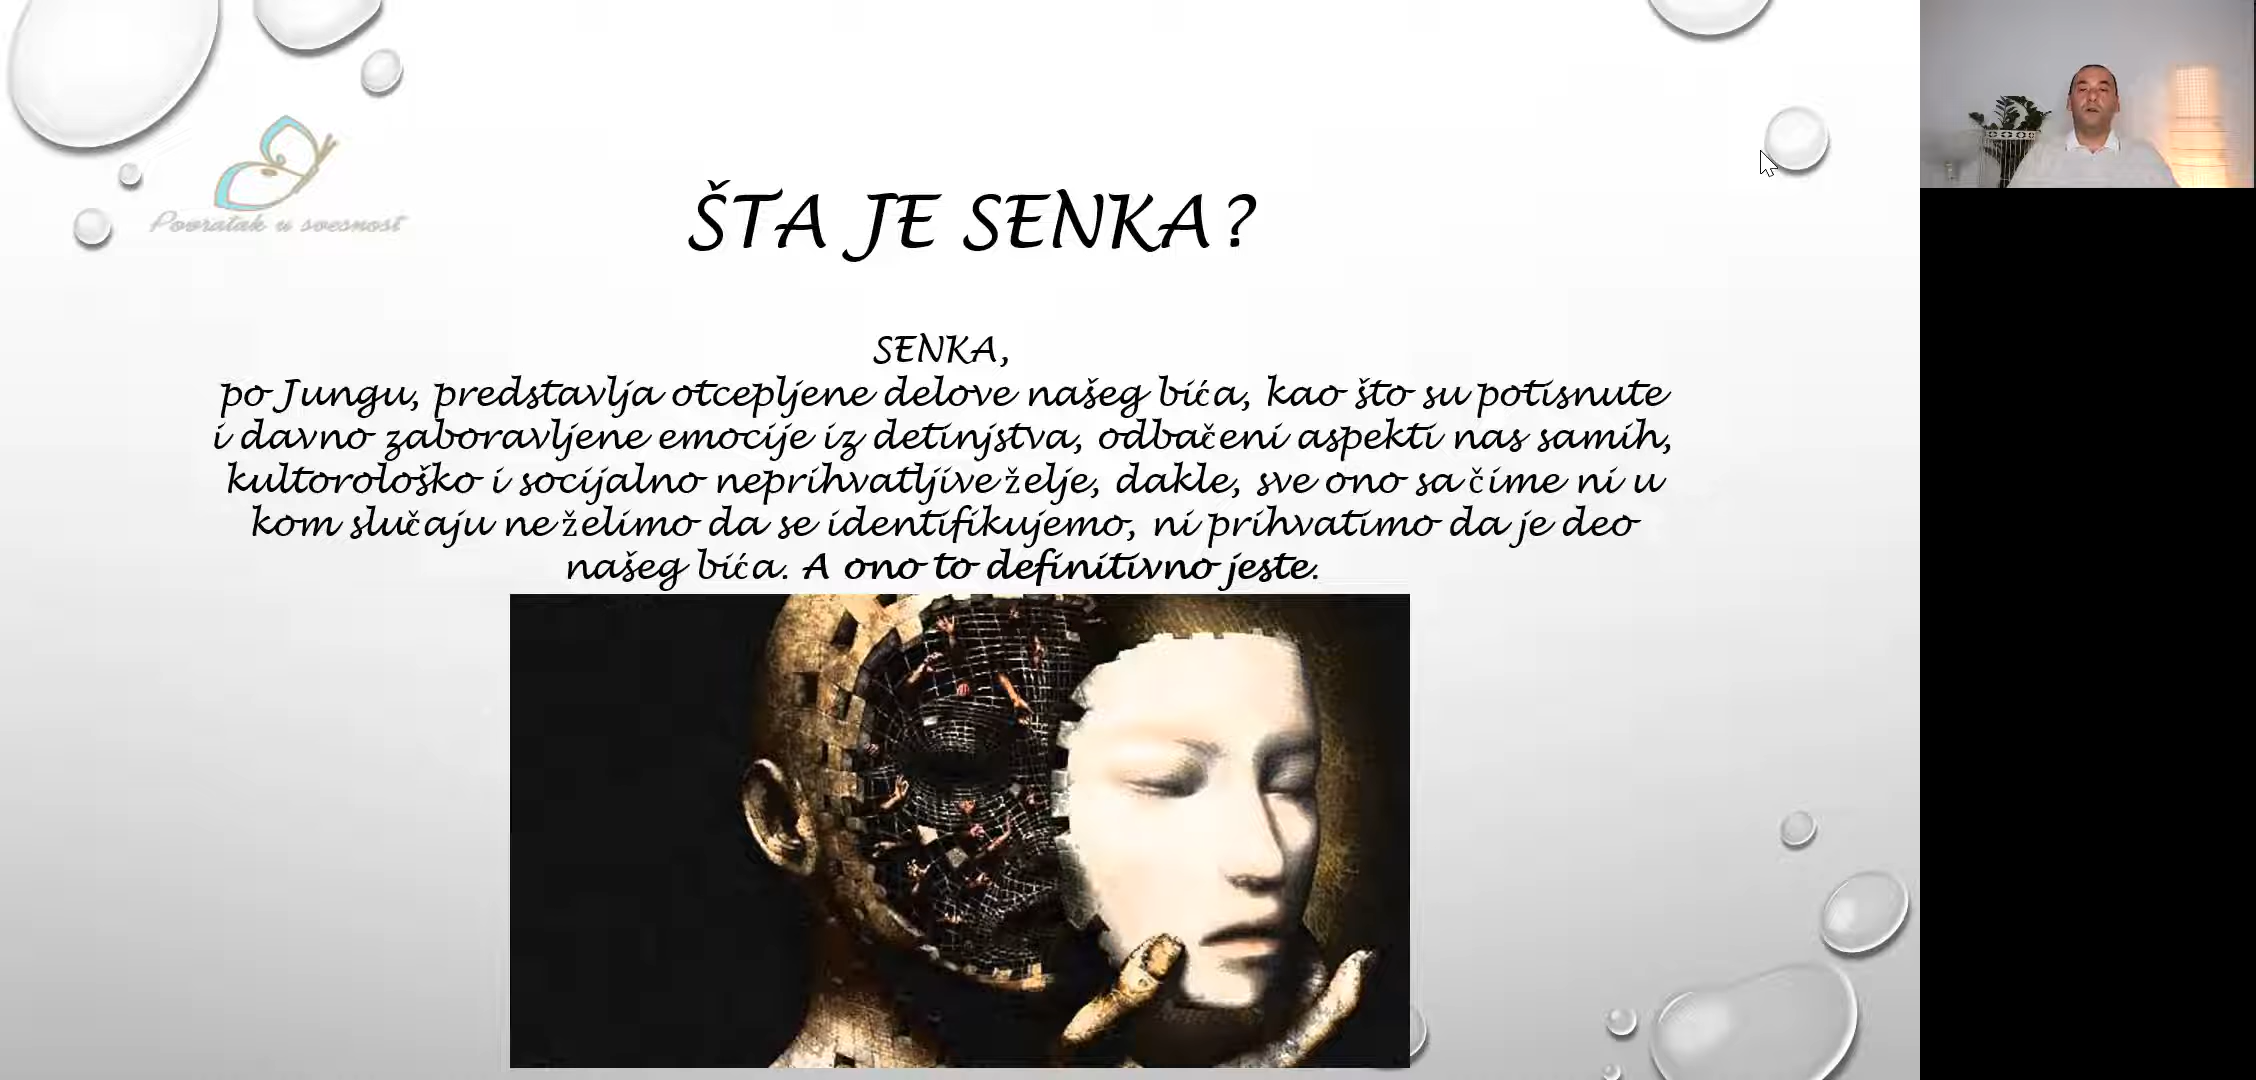 Povratak u svesnost
ŠTA JE SENKA?
SENKA,
po Jungu, predstavlja otcepljene delove našeg bića, kao što su potisnute
i davno zaboravljene emocije iz detinjstva, odbačeni aspekti nas samih,
kultorološko i socijalno neprihvatljive želje, dakle, sve ono sa čime ni u
kom slučaju ne želimo da se identifikujemo, ni prihvatimo da je deo
našeg bića. A ono to definitivno jeste.